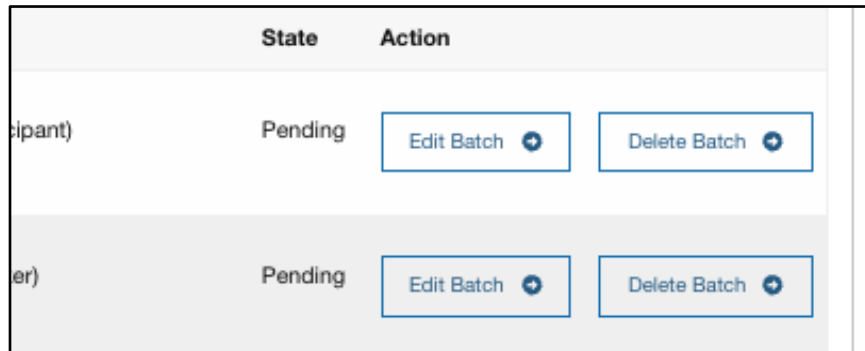 State Action
cipant) Pending Edit Batch Delete Batch
er) Pending Edit Batch Delete Batch